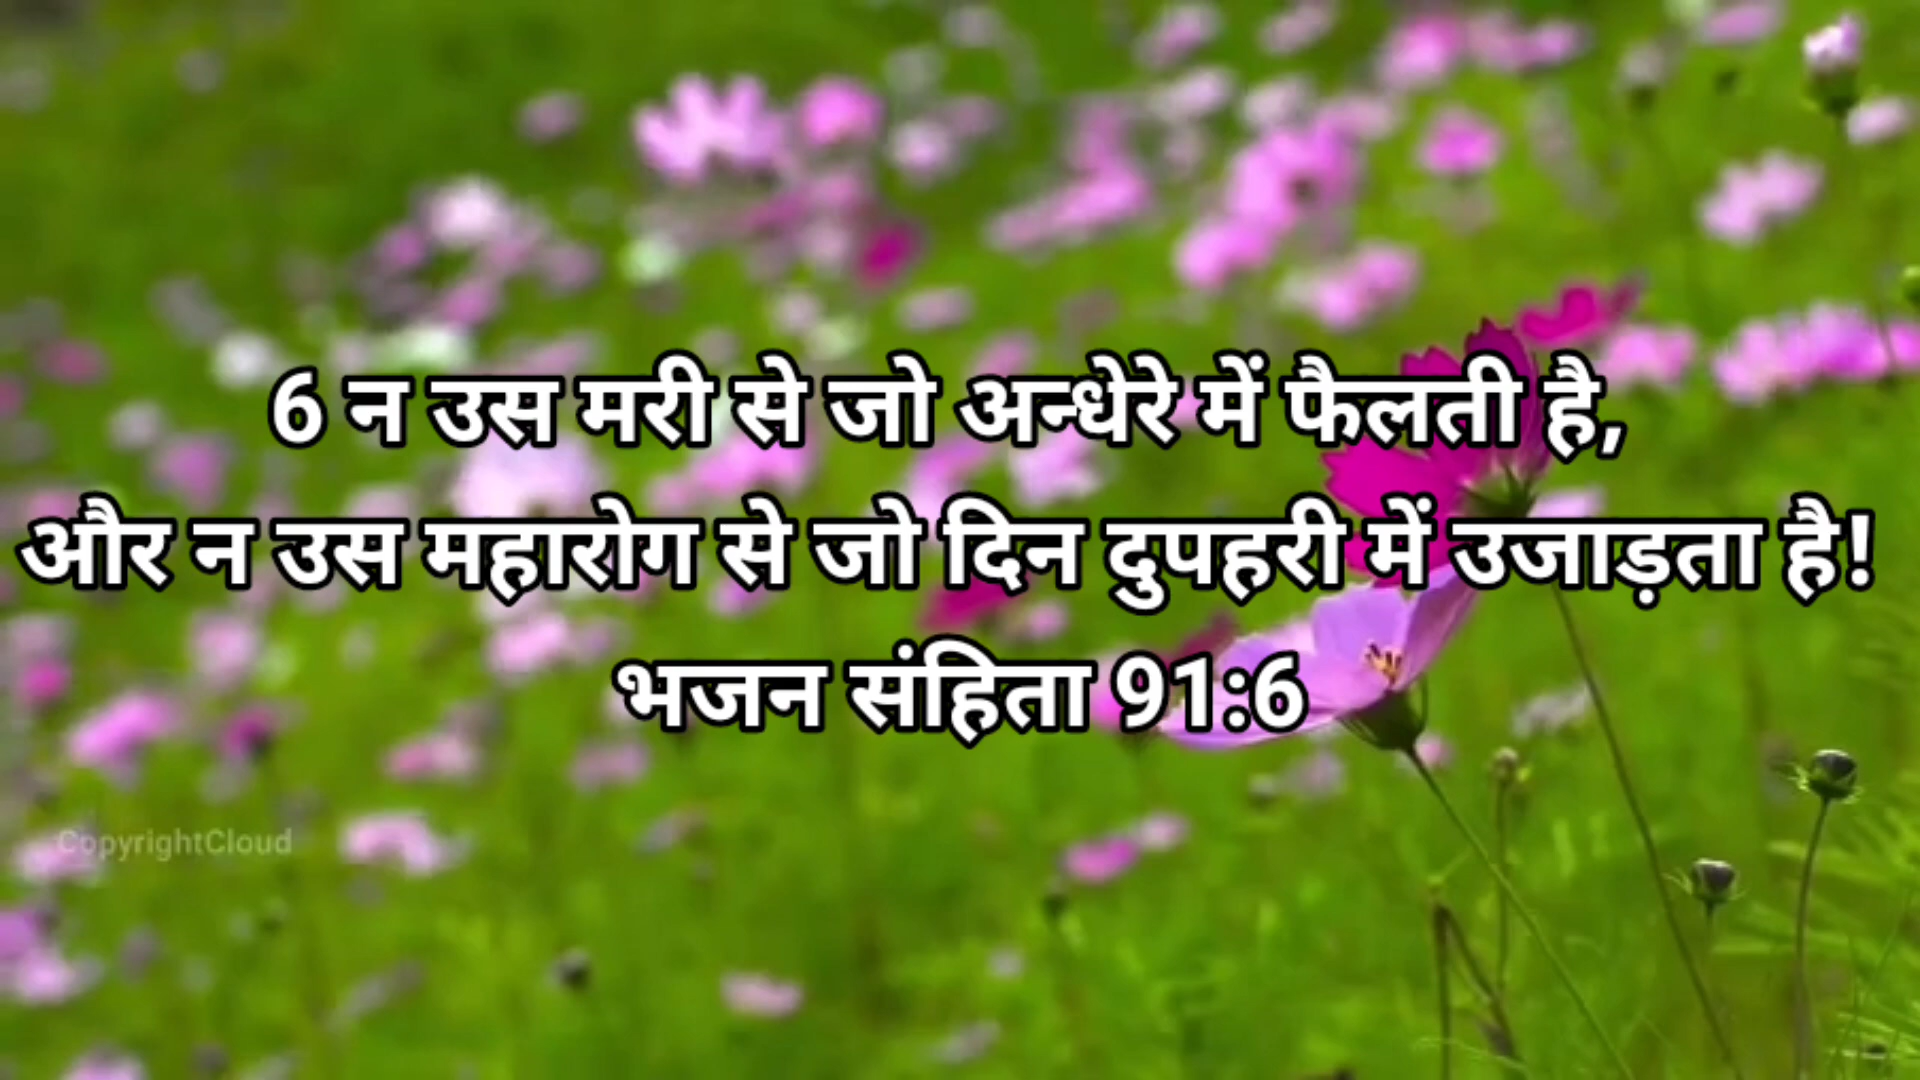 6 न उस मरी से जो अन्धेरे में फैलती है,
और न उस महारोग से जो दिन दुपहरी में उजाड़ता है!
भजन संहिता 91:6
CopyrightCloud